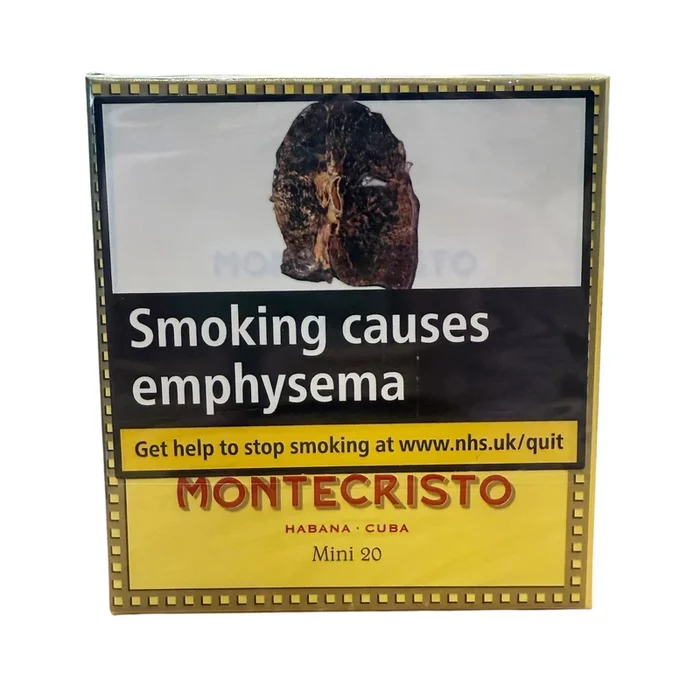 Smoking causes
emphysema
Get help to stop smoking at www.nhs.uk/quit
MONTECRISTO
HABANA · CUBA
Mini 20